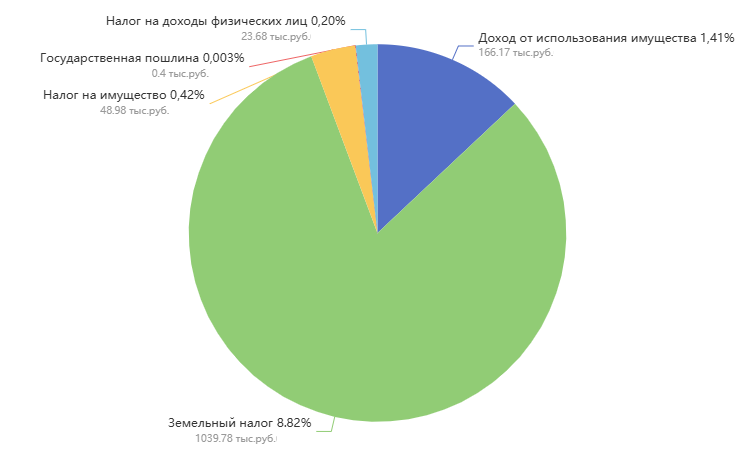 Налог на доходы физических лиц 0,20%
23.68 тыс.руб.
Доход от использования имущества 1,41%
166.17 тыс.руб.
Государственная пошлина 0,003%
0.4 тыс.руб.
Налог на имущество 0,42%
48.98 тыс.руб.
Земельный налог 8.82%
1039.78 тыс.руб.